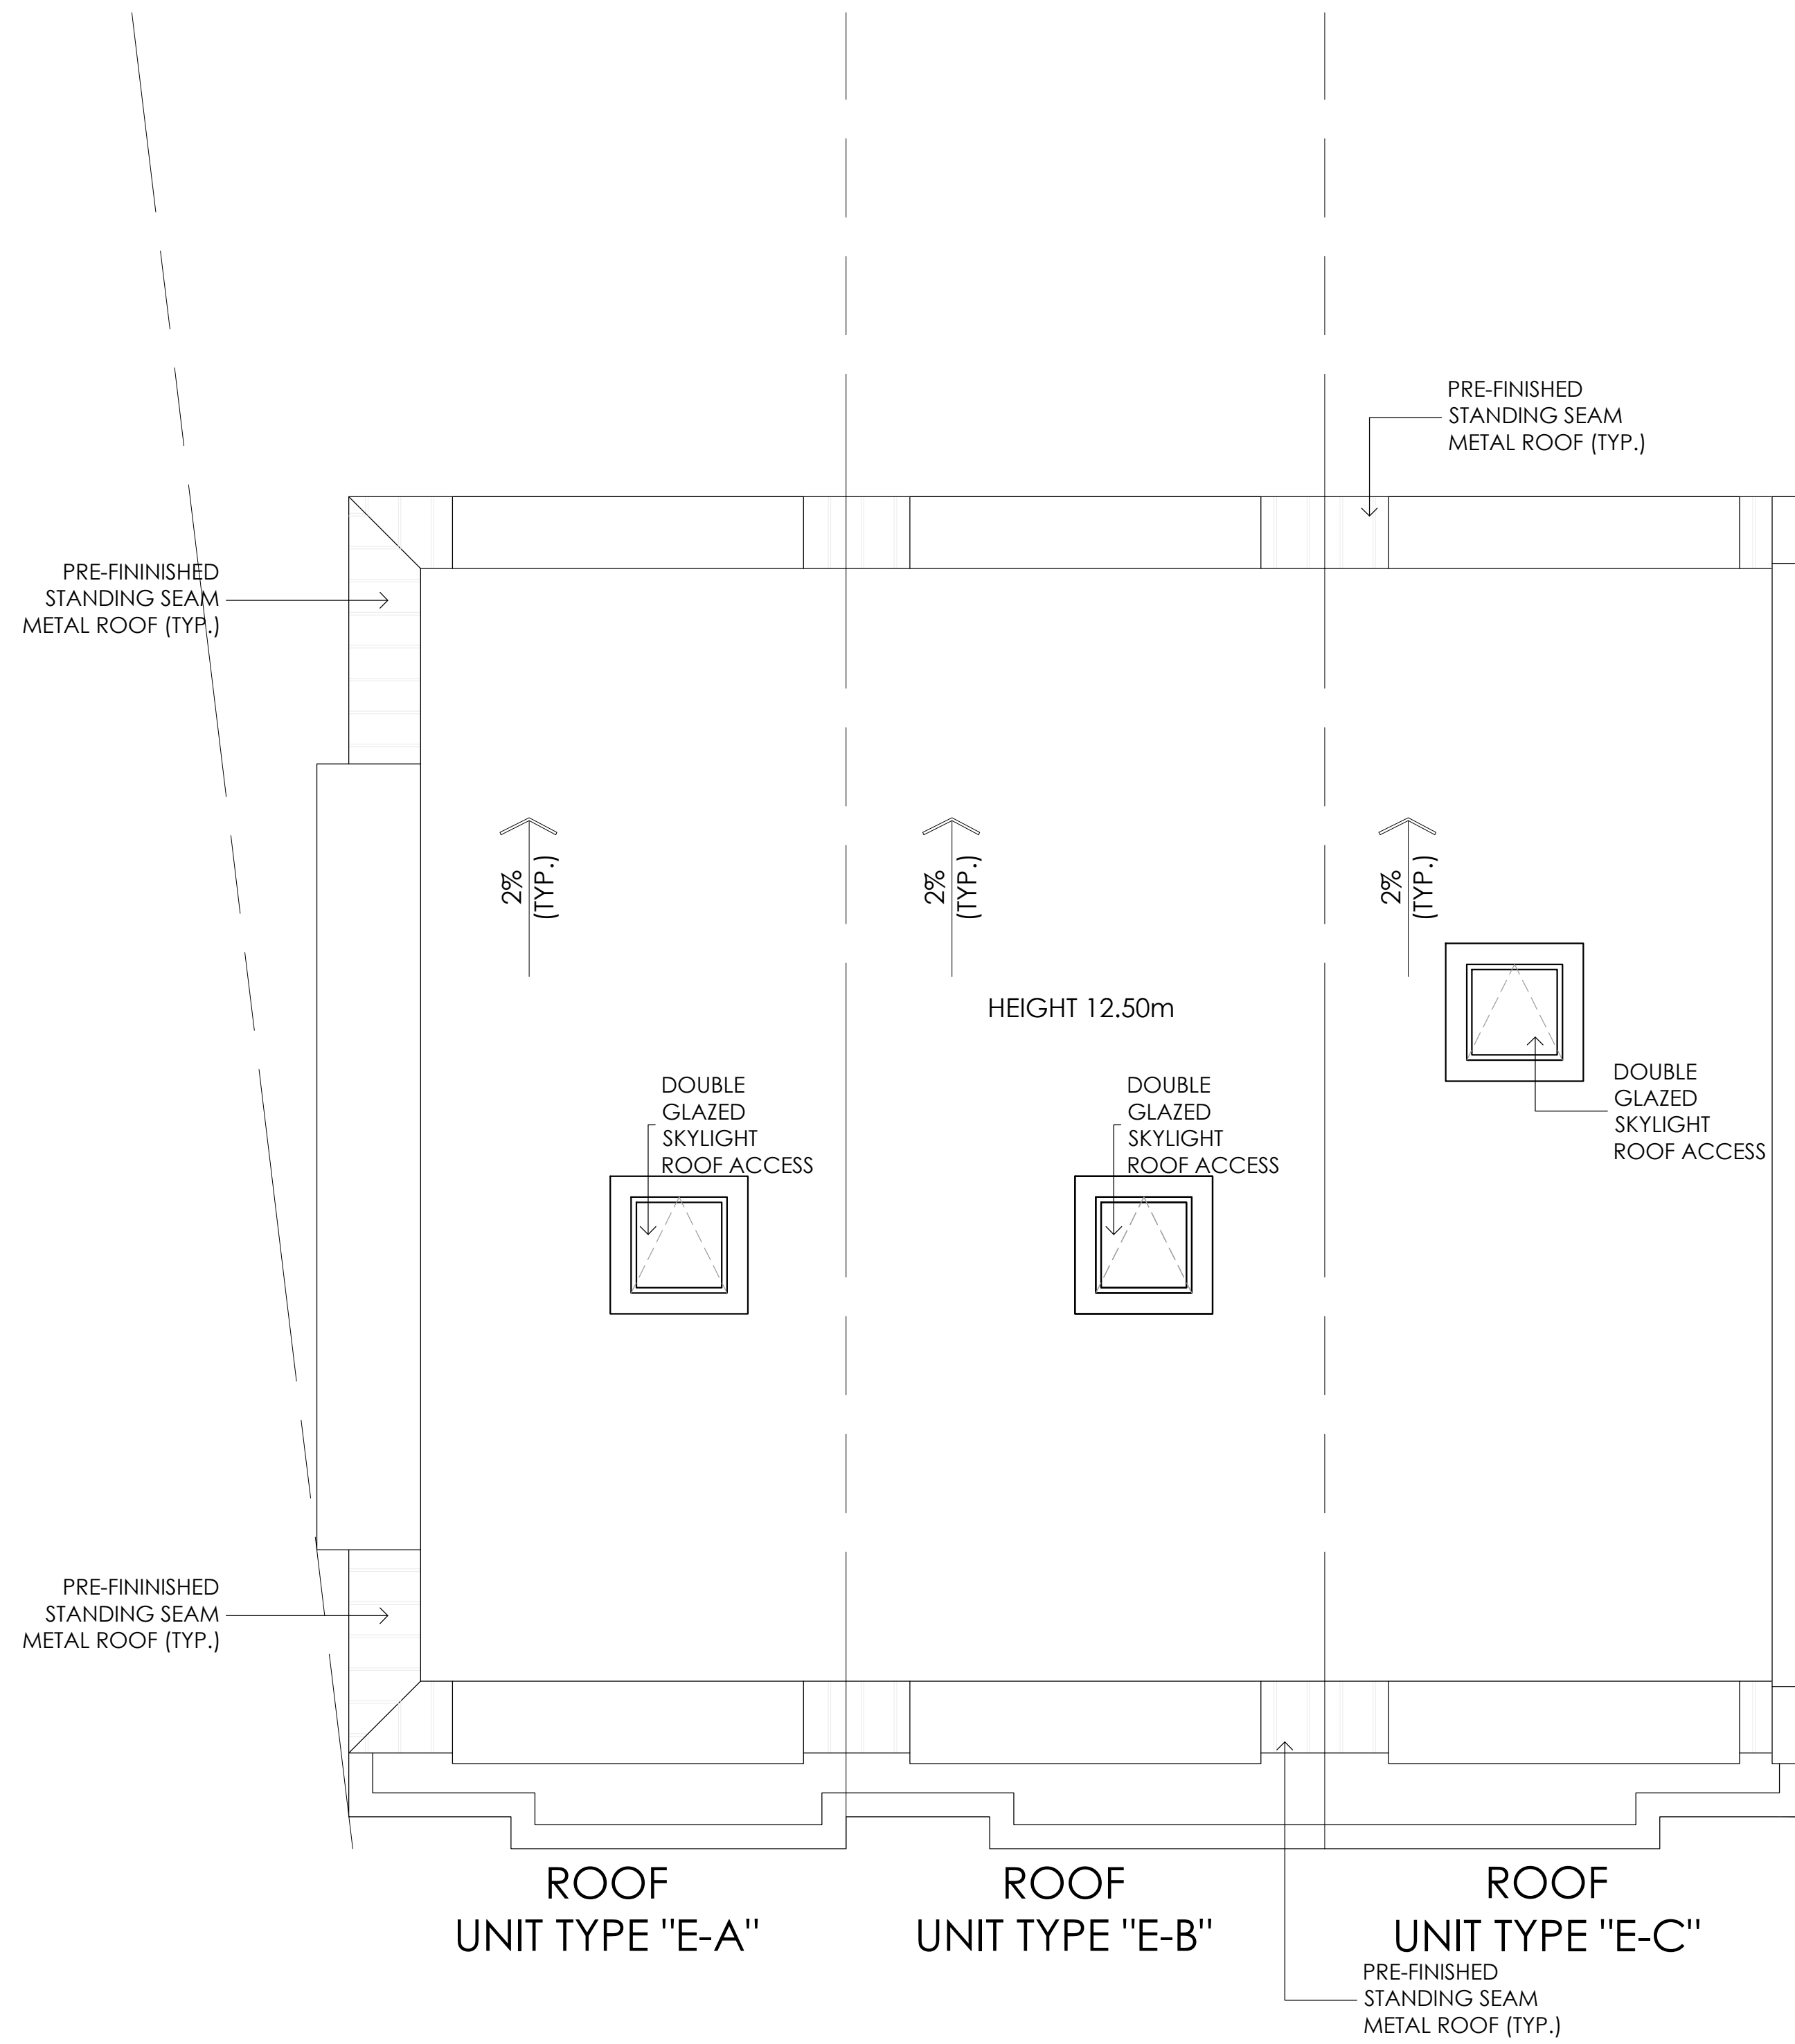 PRE-FINISHED
STANDING SEAM
METAL ROOF (TYP.)
PRE-FININISHED
STANDING SEAM
METAL ROOF (TYP.)
2%
(TYP.)
2%
(TYP.)
2%
(TYP.)
HEIGHT 12.50m
DOUBLE
GLAZED
SKYLIGHT
ROOF ACCESS
DOUBLE
GLAZED
SKYLIGHT
ROOF ACCESS
DOUBLE
GLAZED
SKYLIGHT
ROOF ACCESS
PRE-FININISHED
STANDING SEAM
METAL ROOF (TYP.)
ROOF
UNIT TYPE "E-A"
ROOF
UNIT TYPE "E-B"
ROOF
UNIT TYPE "E-C"
PRE-FINISHED
STANDING SEAM
METAL ROOF (TYP.)